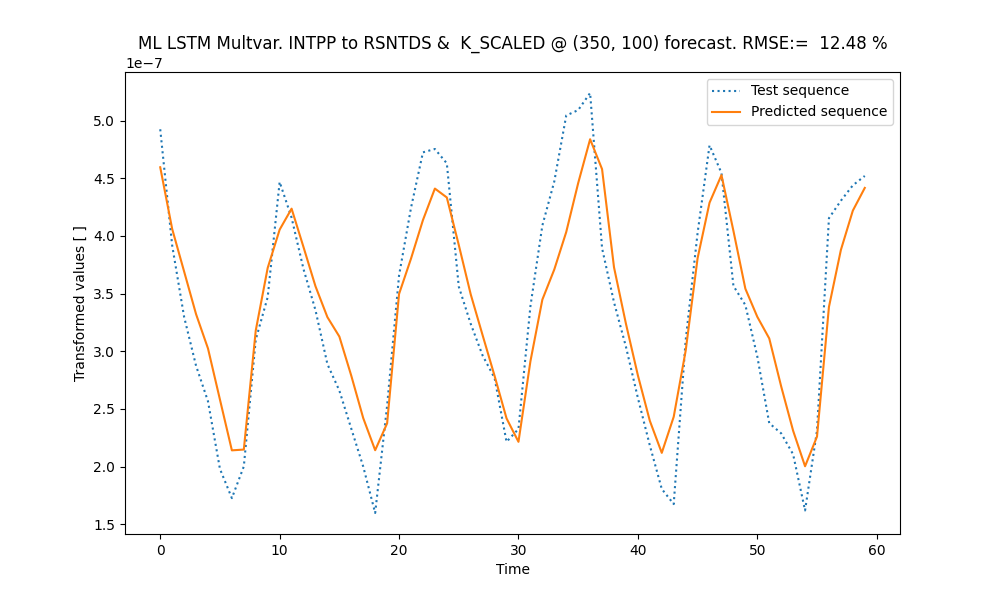 ML LSTM Multvar. INTPP to RSNTDS &  K_SCALED @ (350, 100) forecast. RMSE:=  12.48 %
1e−7
Test sequence
Predicted sequence
5.0
4.5
4.0
3.5
3.0
2.5
2.0
1.5
Transformed values [ ]
0 10 20 30 40 50 60
Time